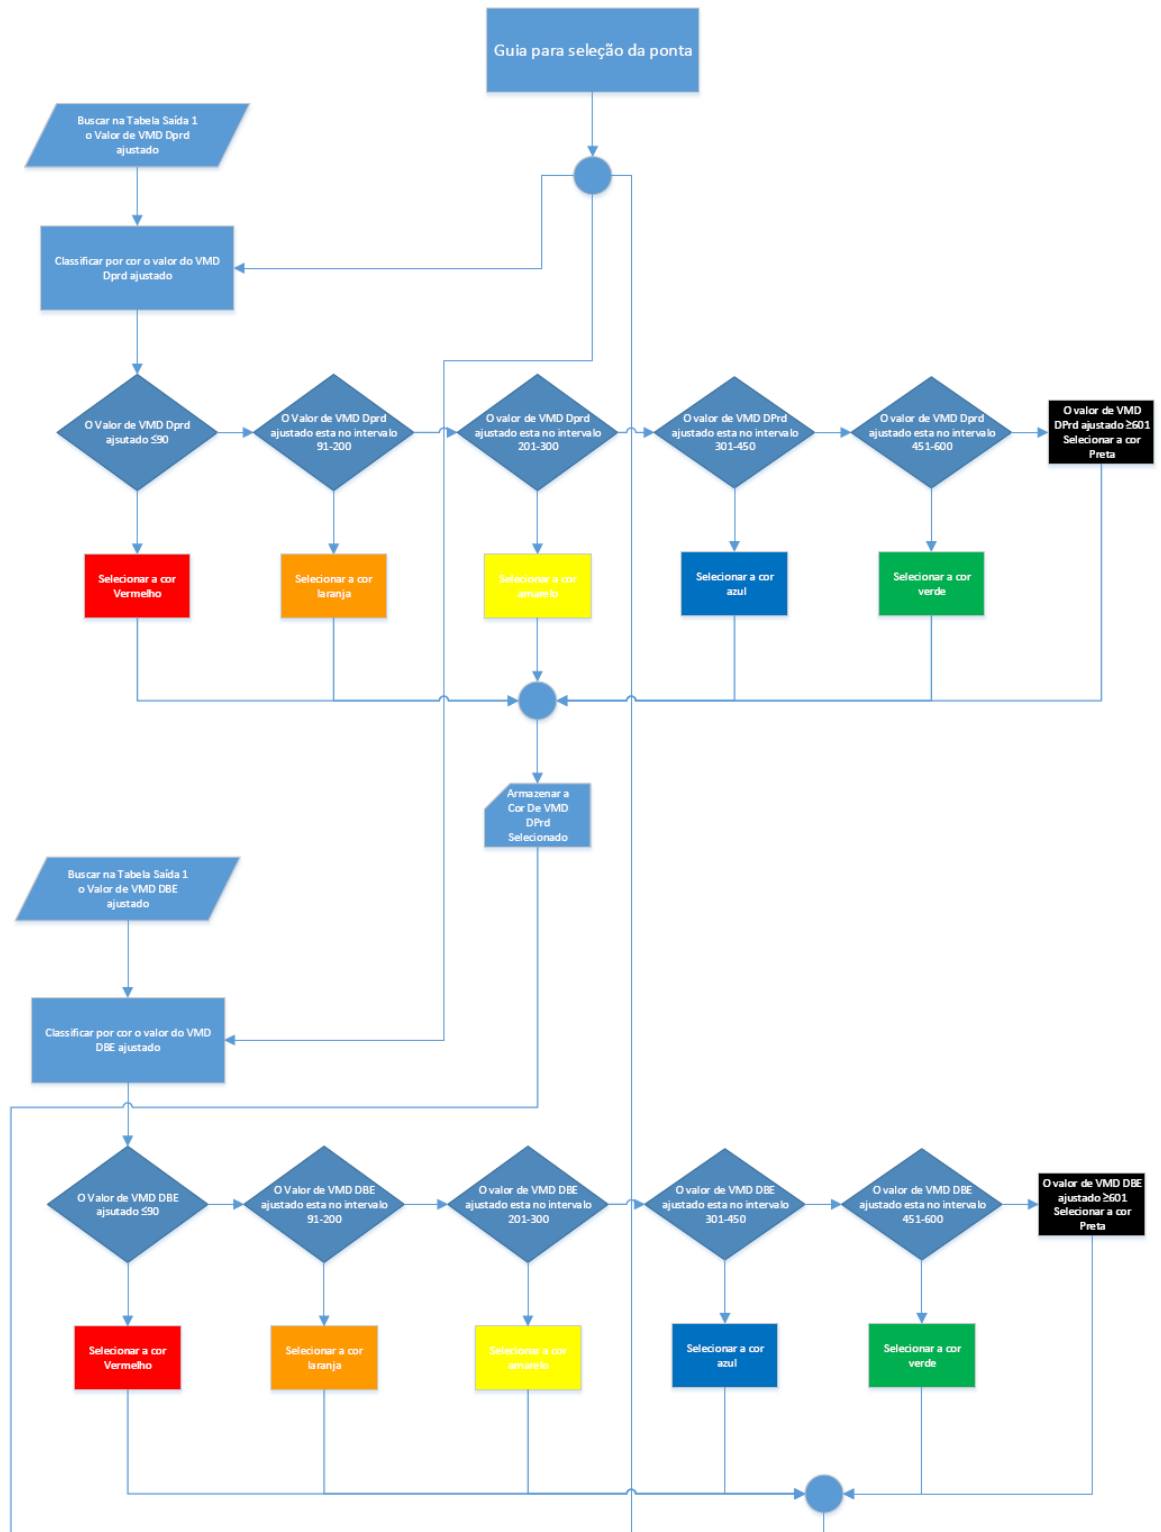 Guia para seleção da ponta
Buscar na Tabela Saída 1
o Valor de VMD Dprd
ajustado
Classificar por cor o valor do VMD
Dprd ajustado
O Valor de VMD Dprd
ajsutado ≤90
O Valor de VMD Dprd
ajustado esta no intervalo
91-200
O valor de VMD Dprd
ajustado esta no intervalo
201-300
O valor de VMD DPrd
ajustado esta no intervalo
301-450
O valor de VMD Dprd
ajustado esta no intervalo
451-600
O valor de VMD
DPrd ajustado ≥601
Selecionar a cor
Preta
Selecionar a cor
Vermelho
Selecionar a cor
laranja
Selecionar a cor
amarelo
Selecionar a cor
azul
Selecionar a cor
verde
Armazenar a
Cor De VMD
DPrd
Selecionado
Buscar na Tabela Saída 1
o Valor de VMD DBE
ajustado
Classificar por cor o valor do VMD
DBE ajustado
O Valor de VMD DBE
ajsutado ≤90
O Valor de VMD DBE
ajustado esta no intervalo
91-200
O valor de VMD DBE
ajustado esta no intervalo
201-300
O valor de VMD DBE
ajustado esta no intervalo
301-450
O valor de VMD DBE
ajustado esta no intervalo
451-600
O valor de VMD DBE
ajustado ≥601
Selecionar a cor
Preta
Selecionar a cor
Vermelho
Selecionar a cor
laranja
Selecionar a cor
amarelo
Selecionar a cor
azul
Selecionar a cor
verde